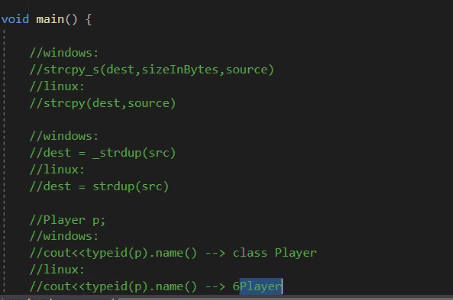 void main() {
//windows:
//strcpy_s(dest,sizeInBytes,source)
//linux:
//strcpy(dest,source)
//windows:
//dest = _strdup(src)
//linux:
//dest = strdup(src)
//Player p;
//windows:
//cout<<typeid(p).name() --> class Player
//linux:
//cout<<typeid(p).name() --> 6Player